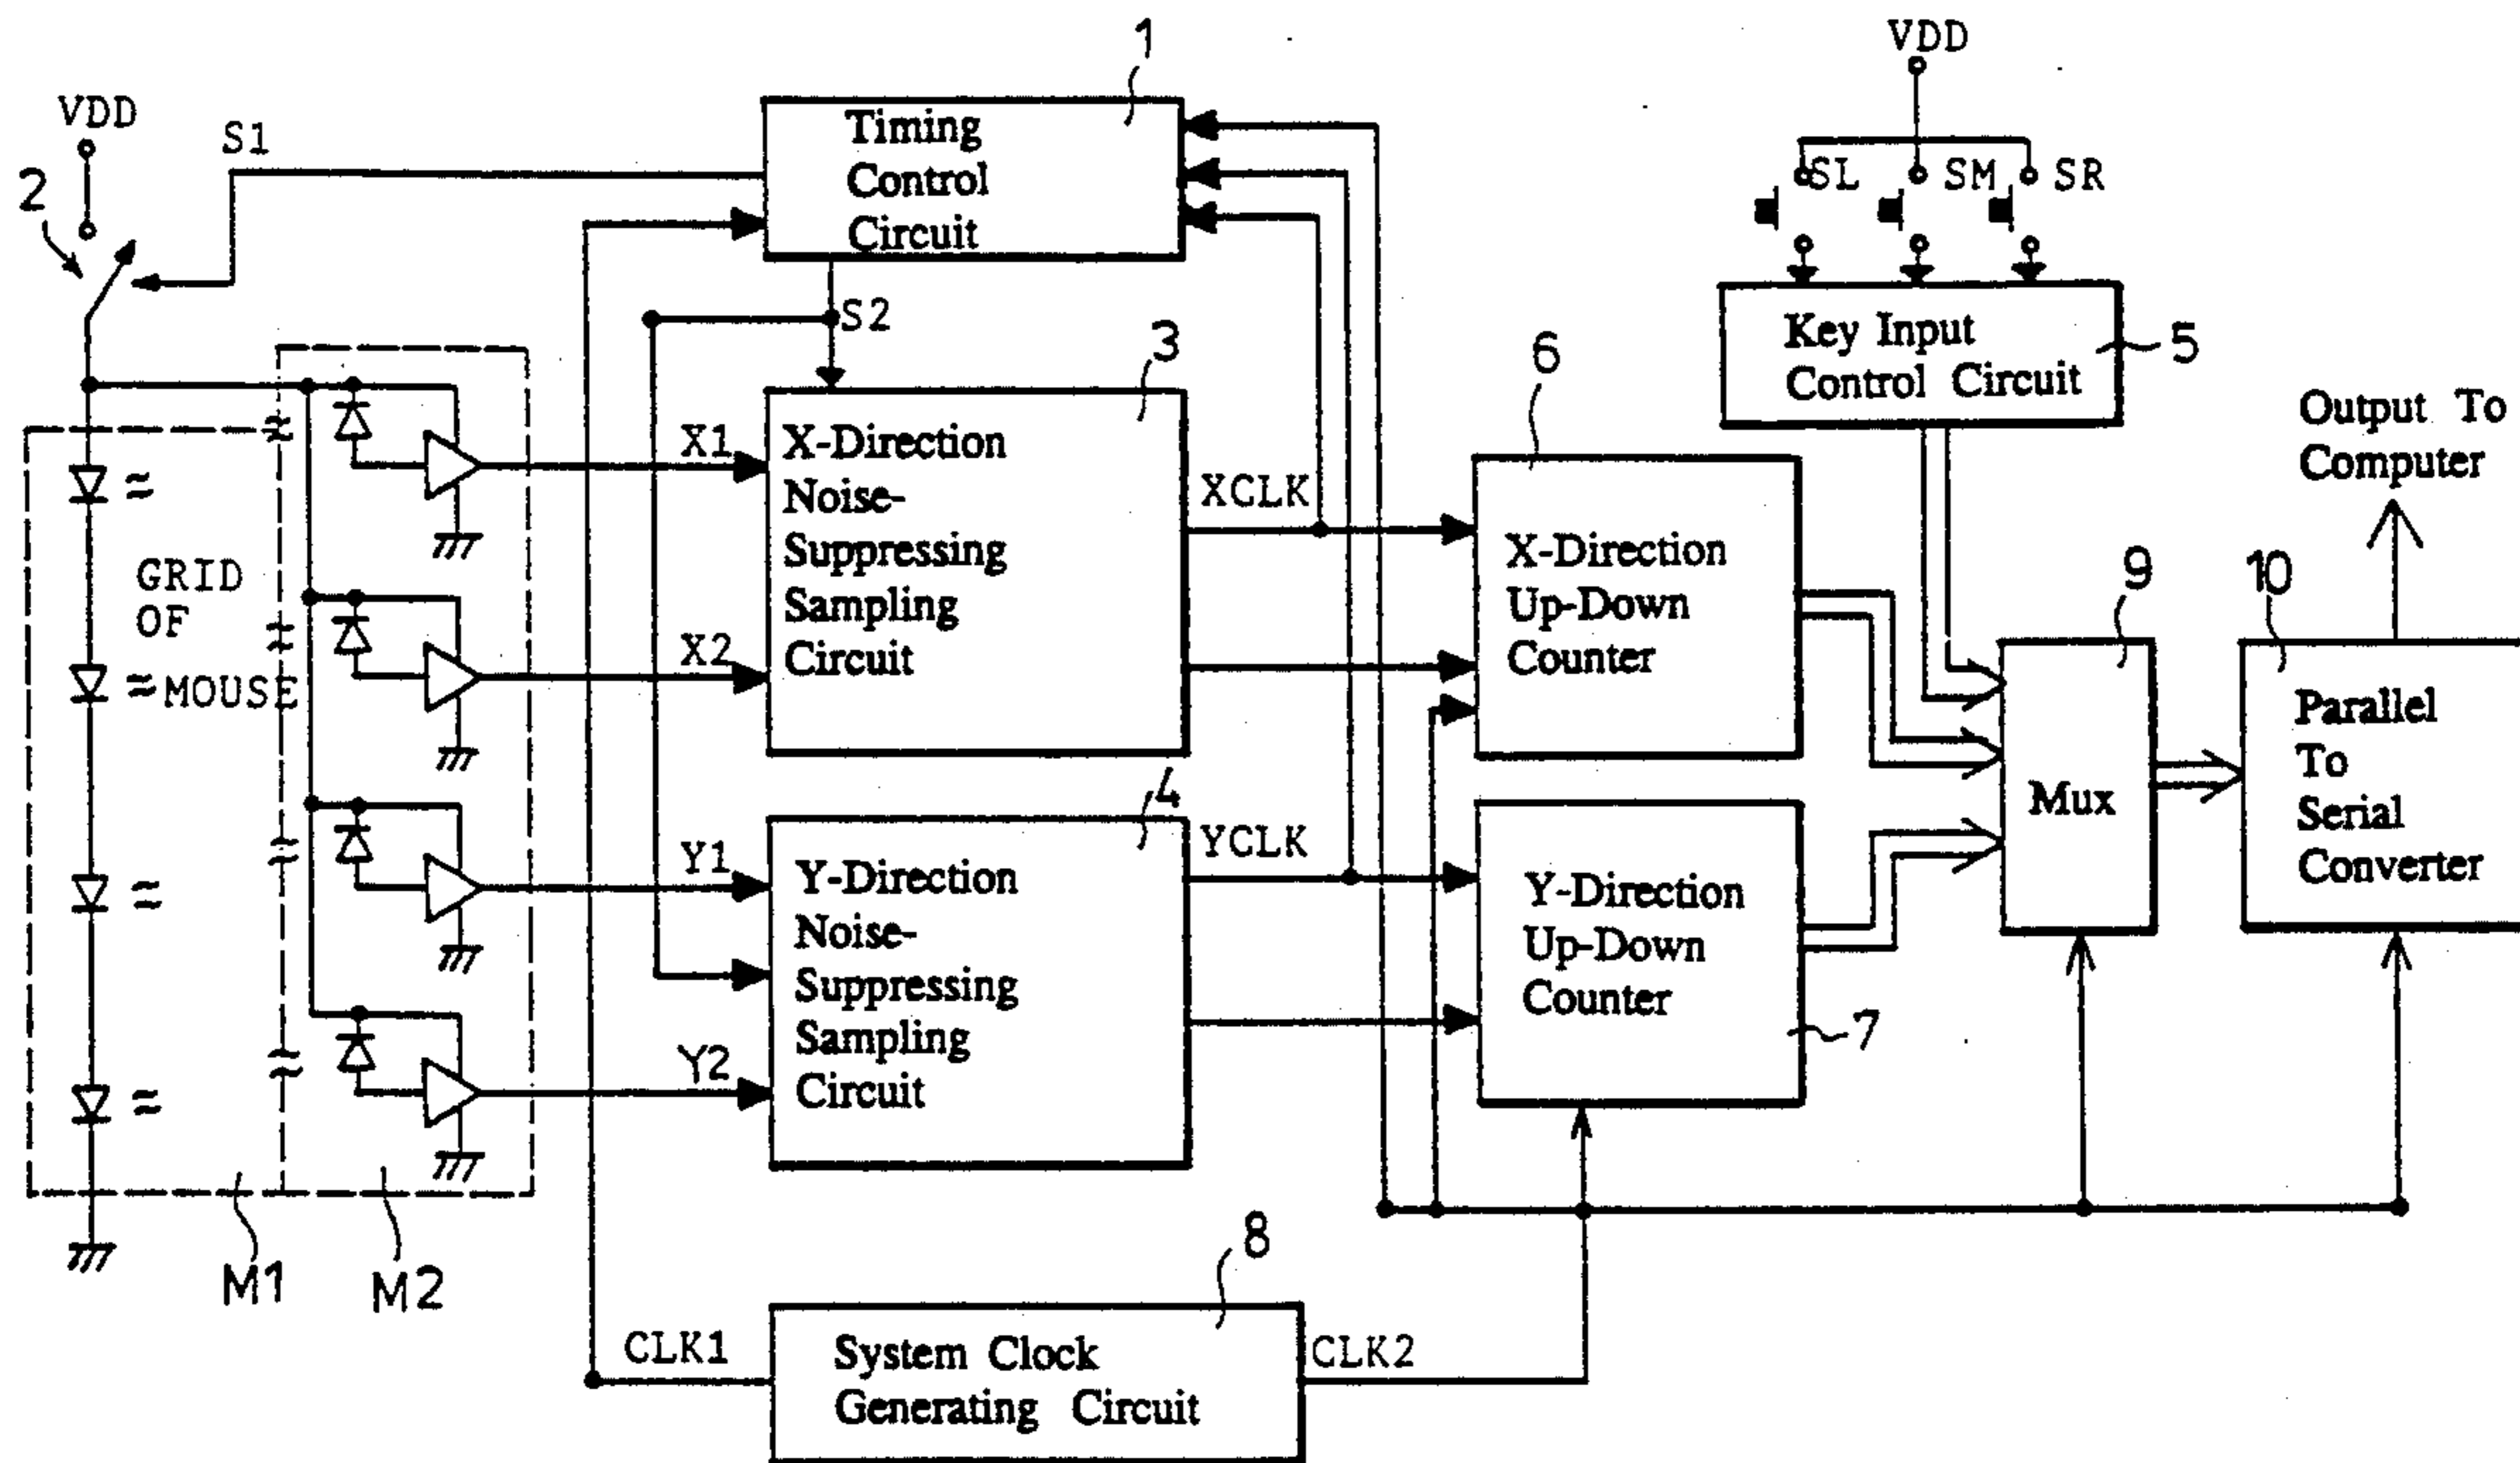 1
VDD
VDD
S1
Timing
Control
Circuit
2
SL
SM
SR
S2
3
6
Key Input
Control Circuit
5
Output To
Computer
X1
X-Direction
Noise-
Suppressing
Sampling
Circuit
XCLK
X-Direction
Up-Down
Counter
9
10
GRID
OF
MOUSE
X2
Parallel
To
Serial
Converter
Mux
4
Y1
Y-Direction
Noise-
Suppressing
Sampling
Circuit
YCLK
Y-Direction
Up-Down
Counter
7
Y2
M1
M2
8
CLK1
System Clock
Generating Circuit
CLK2